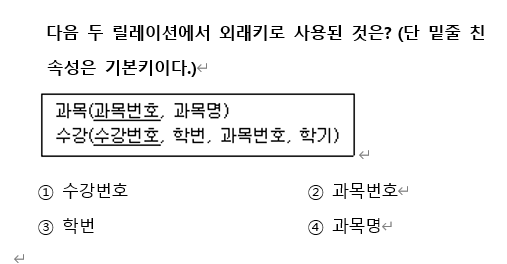 다음 두 릴레이션에서 외래키로 사용된 것은? (단 밑줄 친
속성은 기본키이다.)↵
과목(과목번호, 과목명)
수강(수강번호, 학번, 과목번호, 학기)
↵
① 수강번호 ② 과목번호↵
③ 학번 ④ 과목명↵
↵